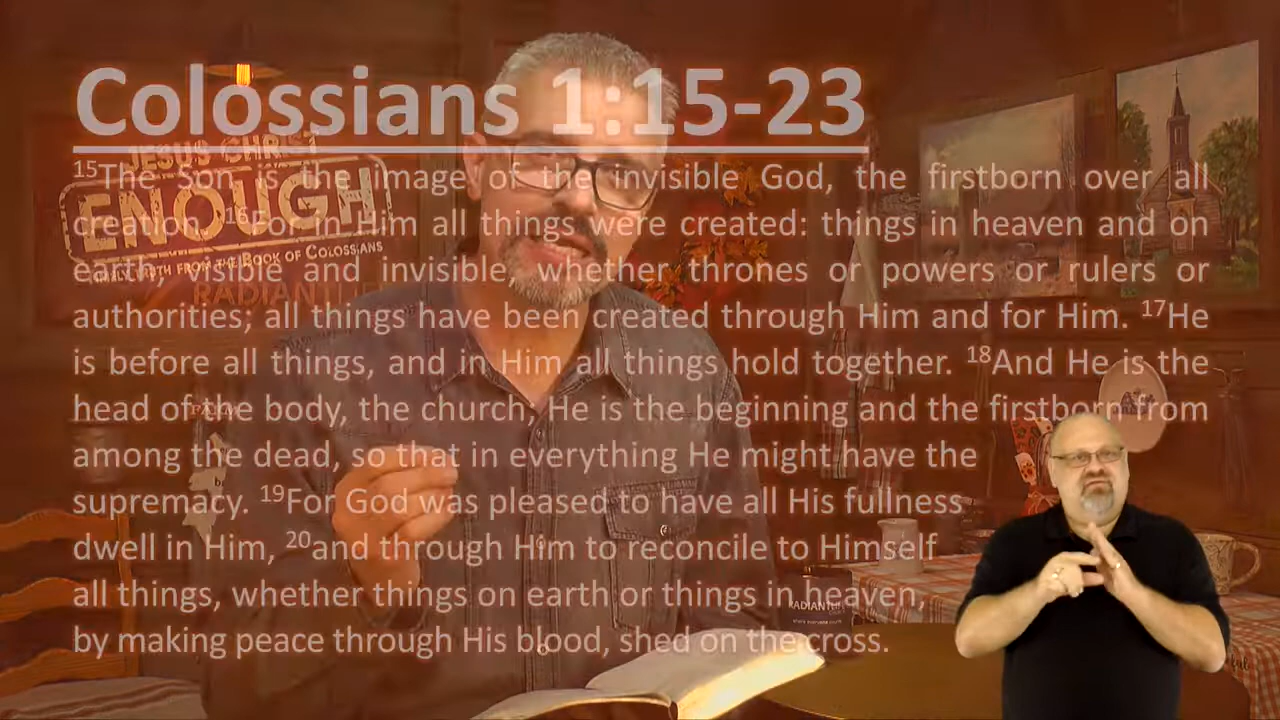 Colossians 1:15-23
15The Son is the image of the invisible God, the firstborn over all
creation. 16For in Him all things were created: things in heaven and on
earth, visible and invisible, whether thrones or powers or rulers or
authorities; all things have been created through Him and for Him. 17He
is before all things, and in Him all things hold together. 18And He is the
head of the body, the church; He is the beginning and the firstborn from
among the dead, so that in everything He might have the
supremacy. 19For God was pleased to have all His fullness
dwell in Him, 20and through Him to reconcile to Himself
all things, whether things on earth or things in heaven,
by making peace through His blood, shed on the cross.
JESUS CHRIST
ENOUGH
TRUTH FROM THE BOOK OF COLOSSIANS
RADIANT
RADIANT